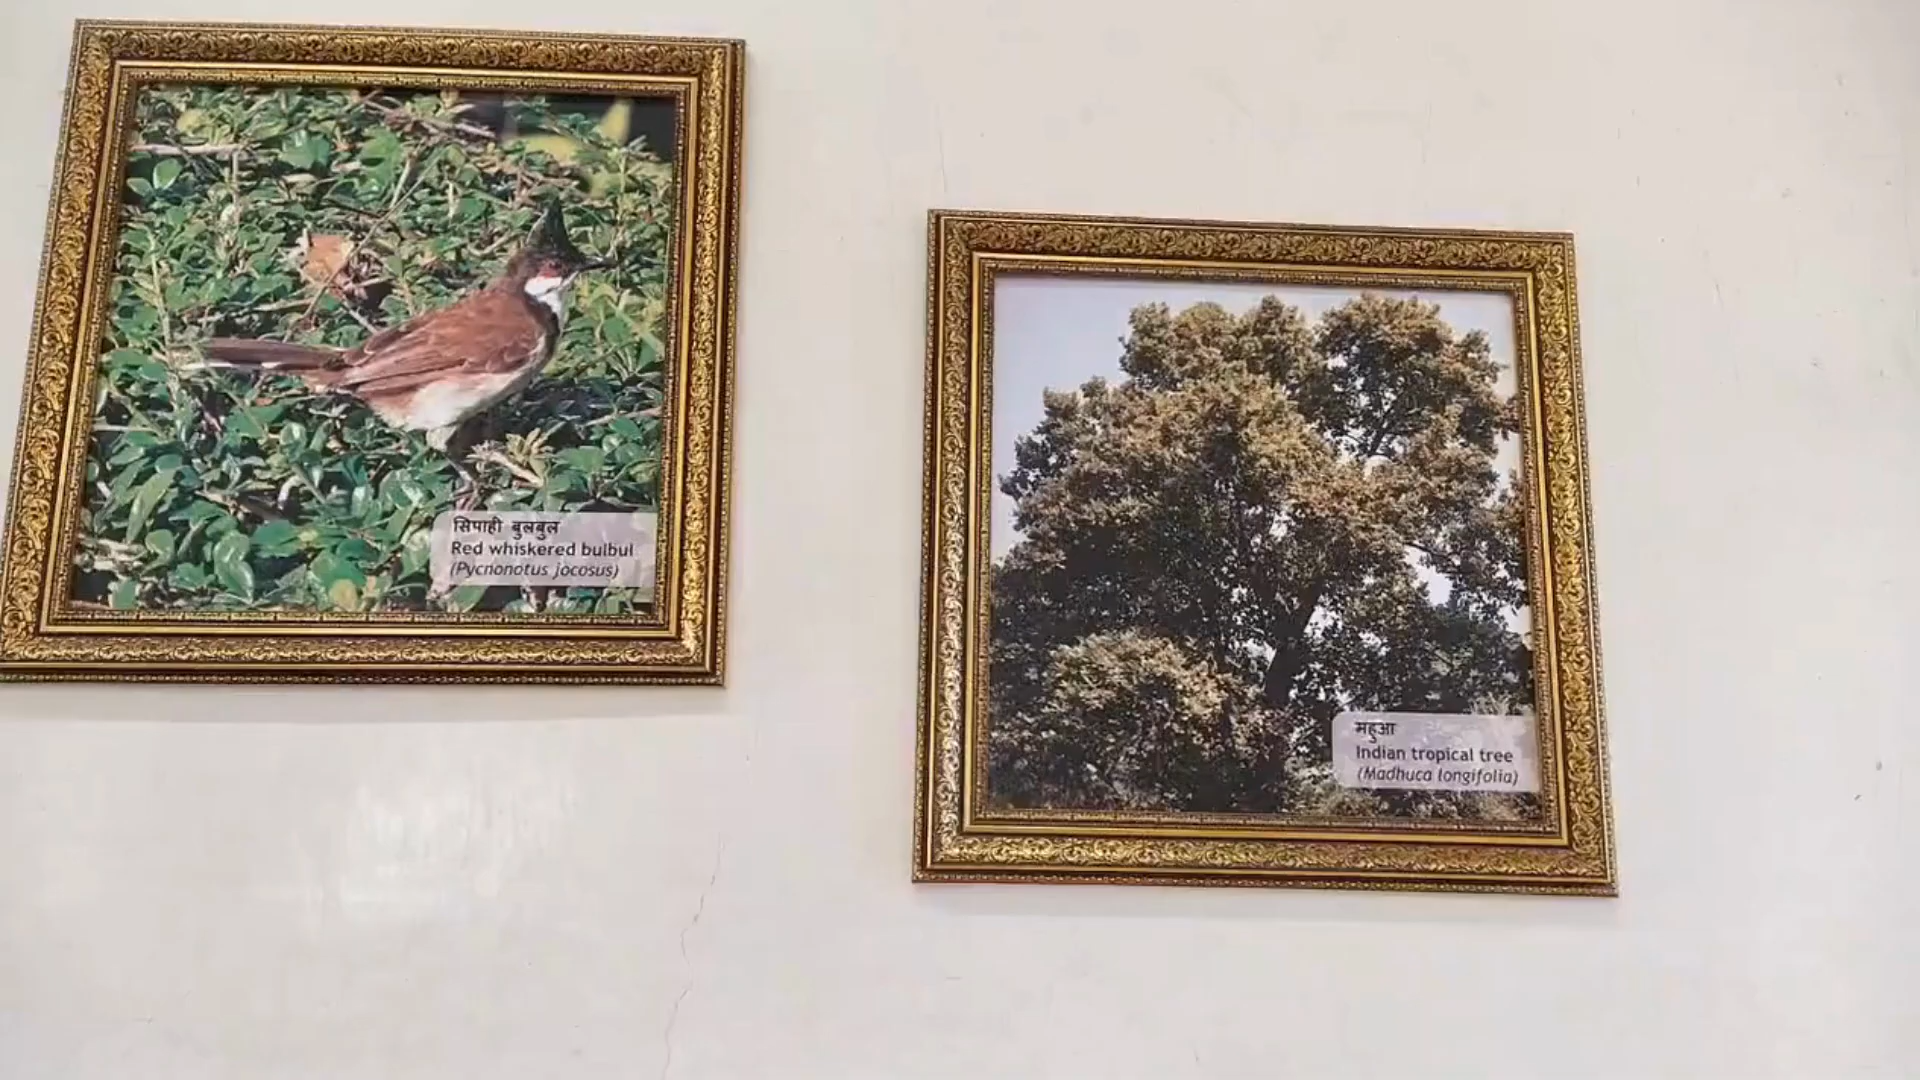 सिपाही बुलबुल
Red whiskered bulbul
(Pycnonotus jocosus)
महुआ
Indian tropical tree
(Madhuca longifolia)